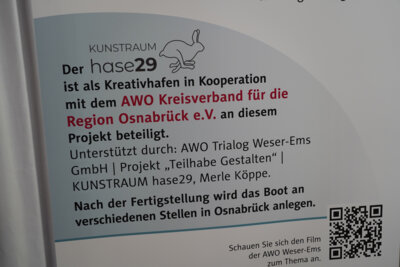 KUNSTRAUM
Der hase29
ist als Kreativhafen in Kooperation
mit dem AWO Kreisverband für die
Region Osnabrück e.V. an diesem
Projekt beteiligt.
Unterstützt durch: AWO Trialog Weser-Ems
GmbH | Projekt „Teilhabe Gestalten“ |
KUNSTRAUM hase29, Merle Köppe.
Nach der Fertigstellung wird das Boot an
verschiedenen Stellen in Osnabrück anlegen.
Schauen Sie sich den Film
der AWO Weser-Ems
zum Thema an.